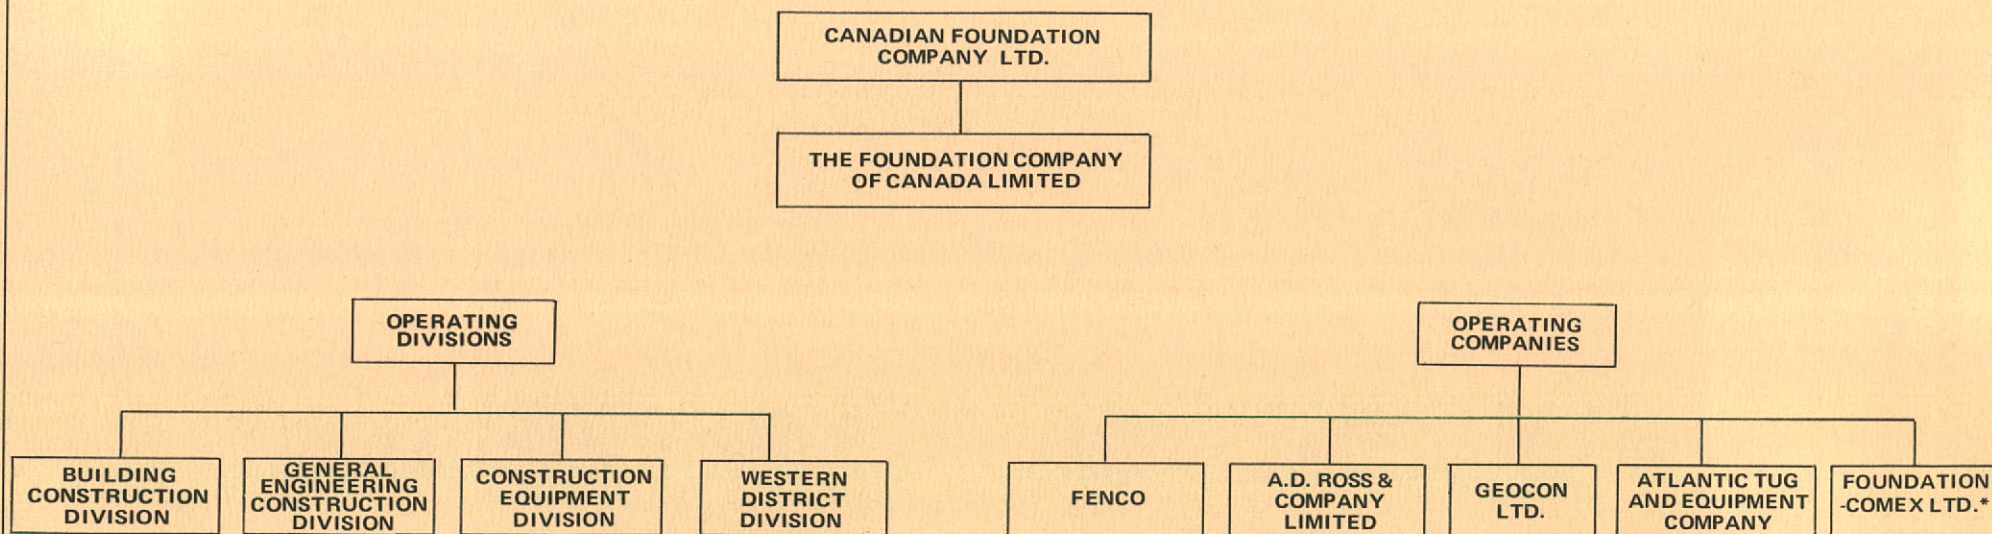 CANADIAN FOUNDATION
COMPANY LTD.
THE FOUNDATION COMPANY
OF CANADA LIMITED
OPERATING
DIVISIONS
OPERATING
COMPANIES
BUILDING
CONSTRUCTION
DIVISION
GENERAL
ENGINEERING
CONSTRUCTION
DIVISION
CONSTRUCTION
EQUIPMENT
DIVISION
WESTERN
DISTRICT
DIVISION
FENCO
A.D. ROSS &
COMPANY
LIMITED
GEOCON
LTD.
ATLANTIC TUG
AND EQUIPMENT
COMPANY
FOUNDATION
-COMEX LTD.*